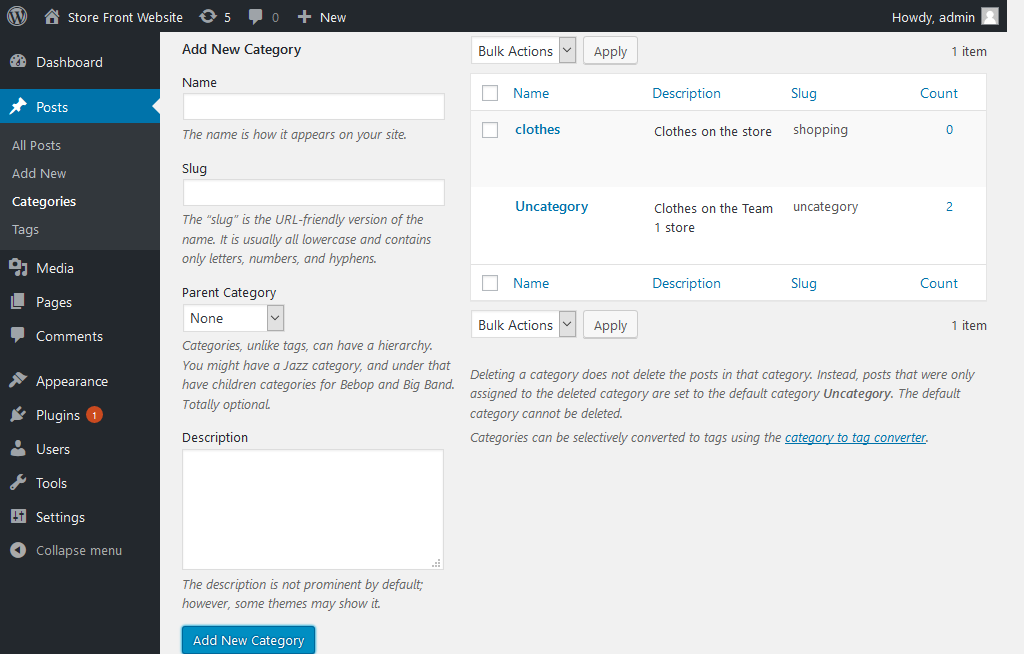 Store Front Website 5 0 New Howdy, admin
Dashboard
Posts
All Posts
Add New
Categories
Tags
Media
Pages
Comments
Appearance
Plugins 1
Users
Tools
Settings
Collapse menu
Add New Category
Name
The name is how it appears on your site.
Slug
The “slug” is the URL-friendly version of the
name. It is usually all lowercase and contains
only letters, numbers, and hyphens.
Parent Category
None
Categories, unlike tags, can have a hierarchy.
You might have a Jazz category, and under that
have children categories for Bebop and Big Band.
Totally optional.
Description
The description is not prominent by default;
however, some themes may show it.
Add New Category
Bulk Actions Apply 1 item
Name Description Slug Count
clothes Clothes on the store shopping 0
Uncategory Clothes on the Team uncategory 2
1 store
Name Description Slug Count
Bulk Actions Apply 1 item
Deleting a category does not delete the posts in that category. Instead, posts that were only
assigned to the deleted category are set to the default category Uncategory. The default
category cannot be deleted.
Categories can be selectively converted to tags using the category to tag converter.